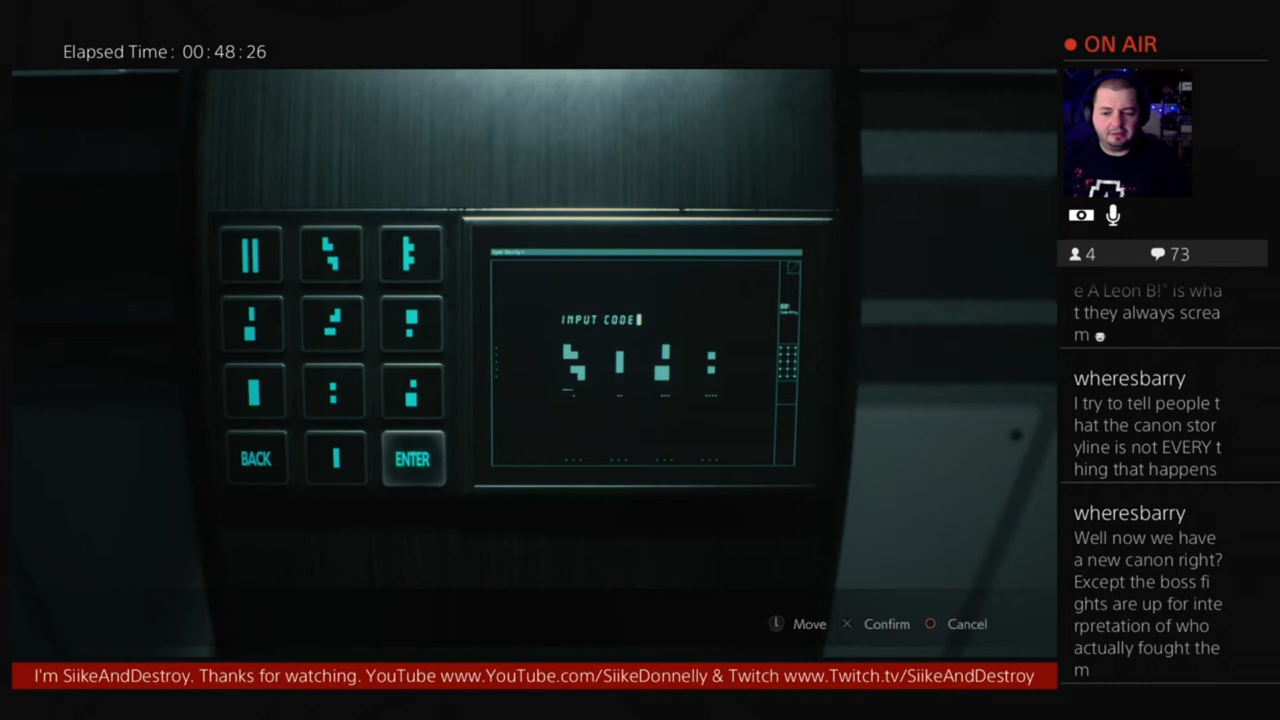 Elapsed Time: 00:48:26
ON AIR
4
73
e A Leon B!" is wha
t they always screa
m
wheresbarry
I try to tell people t
hat the canon stor
yline is not EVERY t
hing that happens
wheresbarry
Well now we have
a new canon right?
Except the boss fi
ghts are up for inte
rpretation of who
actually fought the
m
INPUT CODE
BACK
ENTER
Move
Confirm
Cancel
I'm SiikeAndDestroy. Thanks for watching. YouTube www.YouTube.com/SiikeDonnelly & Twitch www.Twitch.tv/SiikeAndDestroy